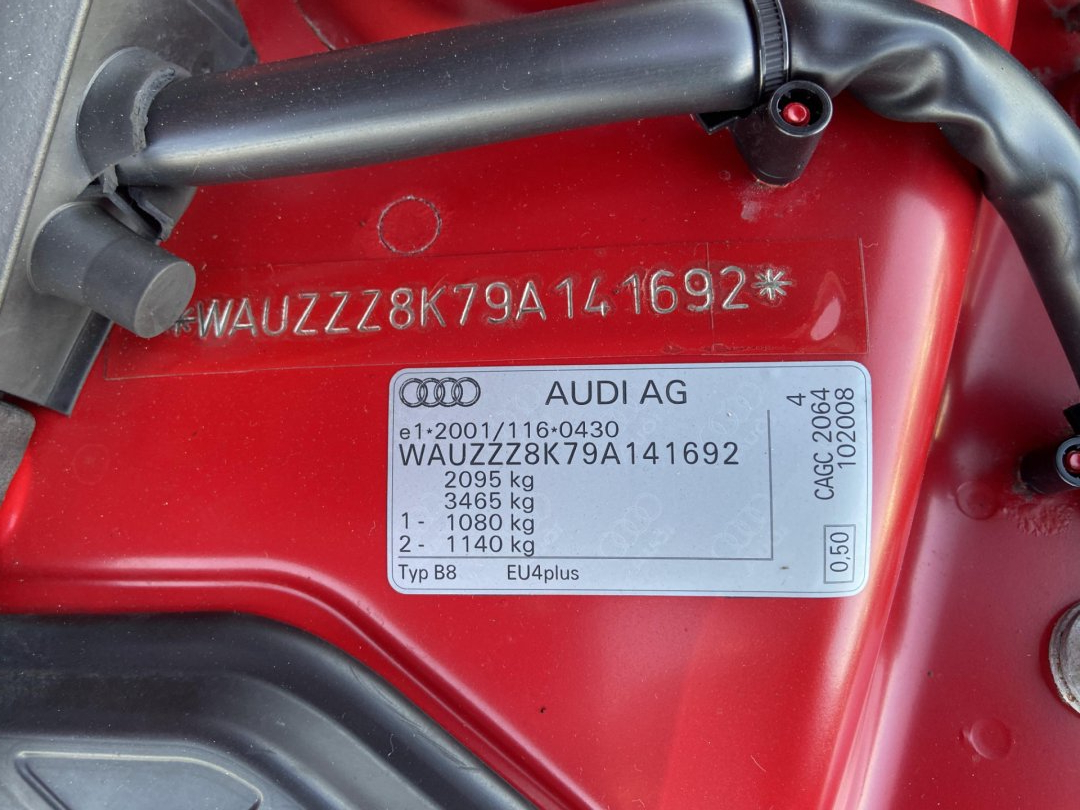 *WAUZZZ8K79A141692*
AUDI AG
e1*2001/116*0430
WAUZZZ8K79A141692
2095 kg
3465 kg
1 - 1080 kg
2 - 1140 kg
Typ B8 EU4plus
4
CAGC 2064
102008
0,50